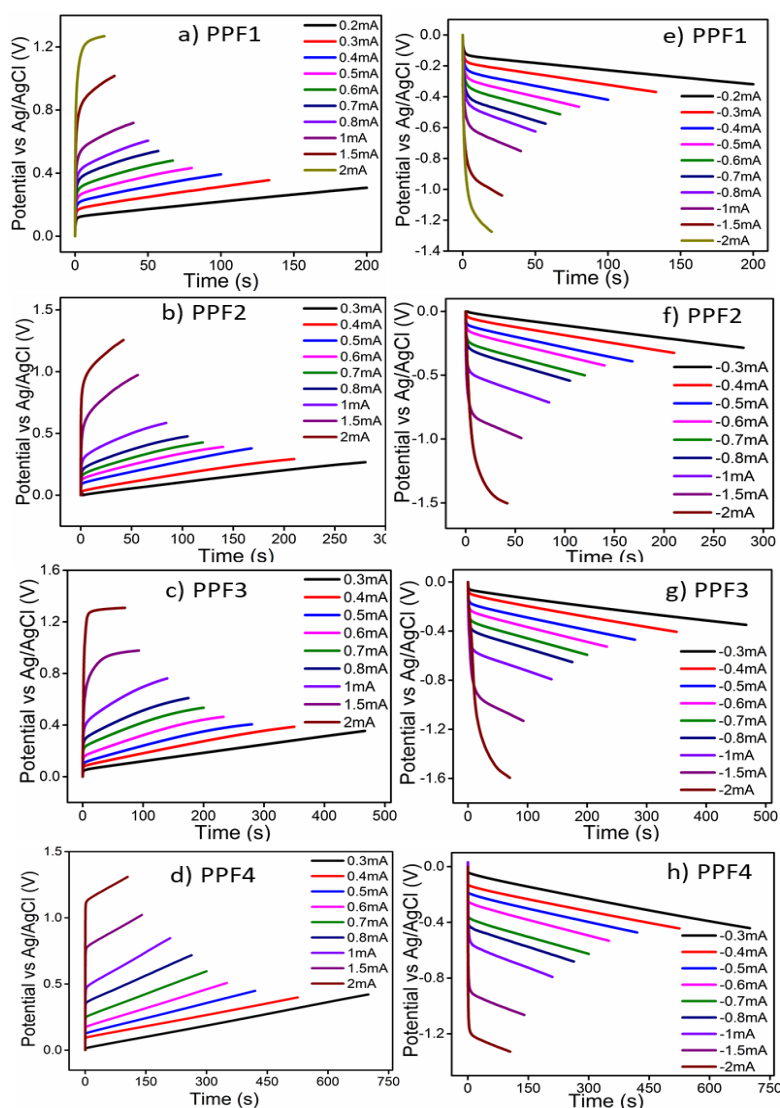 a) PPF1
Potential vs Ag/AgCl (V)
1.2
0.8
0.4
0.0
0 50 100 150 200
Time (s)
0.2mA
0.3mA
0.4mA
0.5mA
0.6mA
0.7mA
0.8mA
1mA
1.5mA
2mA
e) PPF1
Potential vs Ag/AgCl (V)
0.0
-0.2
-0.4
-0.6
-0.8
-1.0
-1.2
-1.4
0 50 100 150 200
Time (s)
-0.2mA
-0.3mA
-0.4mA
-0.5mA
-0.6mA
-0.7mA
-0.8mA
-1mA
-1.5mA
-2mA
b) PPF2
Potential vs Ag/AgCl (V)
1.5
1.0
0.5
0.0
0 50 100 150 200 250 300
Time (s)
0.3mA
0.4mA
0.5mA
0.6mA
0.7mA
0.8mA
1mA
1.5mA
2mA
f) PPF2
Potential vs Ag/AgCl (V)
0.0
-0.5
-1.0
-1.5
0 50 100 150 200 250 300
Time (s)
-0.3mA
-0.4mA
-0.5mA
-0.6mA
-0.7mA
-0.8mA
-1mA
-1.5mA
-2mA
c) PPF3
Potential vs Ag/AgCl (V)
1.6
1.2
0.8
0.4
0.0
0 100 200 300 400 500
Time (s)
0.3mA
0.4mA
0.5mA
0.6mA
0.7mA
0.8mA
1mA
1.5mA
2mA
g) PPF3
Potential vs Ag/AgCl (V)
0.0
-0.4
-0.8
-1.2
-1.6
0 100 200 300 400 500
Time (s)
-0.3mA
-0.4mA
-0.5mA
-0.6mA
-0.7mA
-0.8mA
-1mA
-1.5mA
-2mA
d) PPF4
Potential vs Ag/AgCl (V)
1.5
1.0
0.5
0.0
0 150 300 450 600 750
Time (s)
0.3mA
0.4mA
0.5mA
0.6mA
0.7mA
0.8mA
1mA
1.5mA
2mA
h) PPF4
Potential vs Ag/AgCl (V)
0.0
-0.4
-0.8
-1.2
0 150 300 450 600 750
Time (s)
-0.3mA
-0.4mA
-0.5mA
-0.6mA
-0.7mA
-0.8mA
-1mA
-1.5mA
-2mA